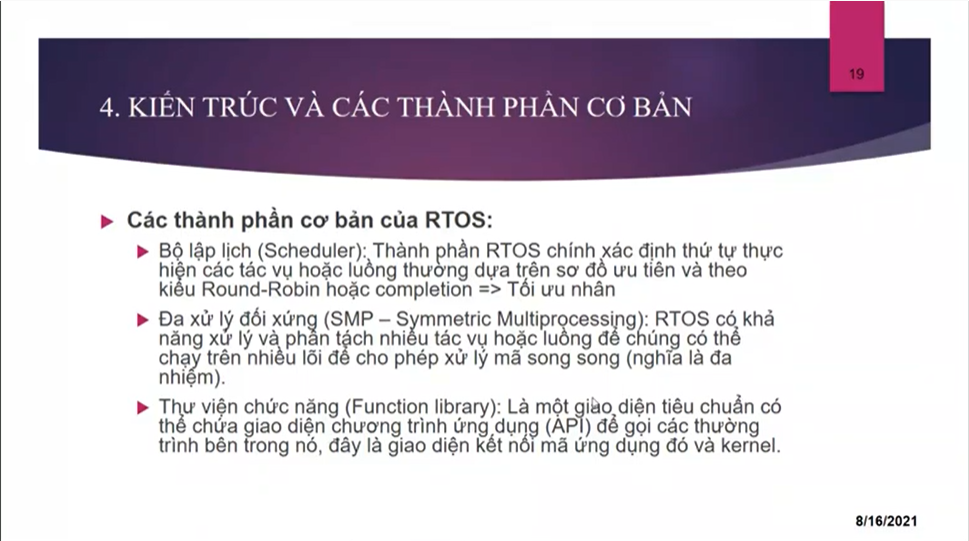 19
4. KIẾN TRÚC VÀ CÁC THÀNH PHẦN CƠ BẢN
Các thành phần cơ bản của RTOS:
Bộ lập lịch (Scheduler): Thành phần RTOS chính xác định thứ tự thực
hiện các tác vụ hoặc luồng thường dựa trên sơ đồ ưu tiên và theo
kiểu Round-Robin hoặc completion => Tối ưu nhân
Đa xử lý đối xứng (SMP – Symmetric Multiprocessing): RTOS có khả
năng xử lý và phân tách nhiều tác vụ hoặc luồng để chúng có thể
chạy trên nhiều lõi để cho phép xử lý mã song song (nghĩa là đa
nhiệm).
Thư viện chức năng (Function library): Là một giao diện tiêu chuẩn có
thể chứa giao diện chương trình ứng dụng (API) để gọi các thường
trình bên trong nó, đây là giao diện kết nối mã ứng dụng đó và kernel.
8/16/2021